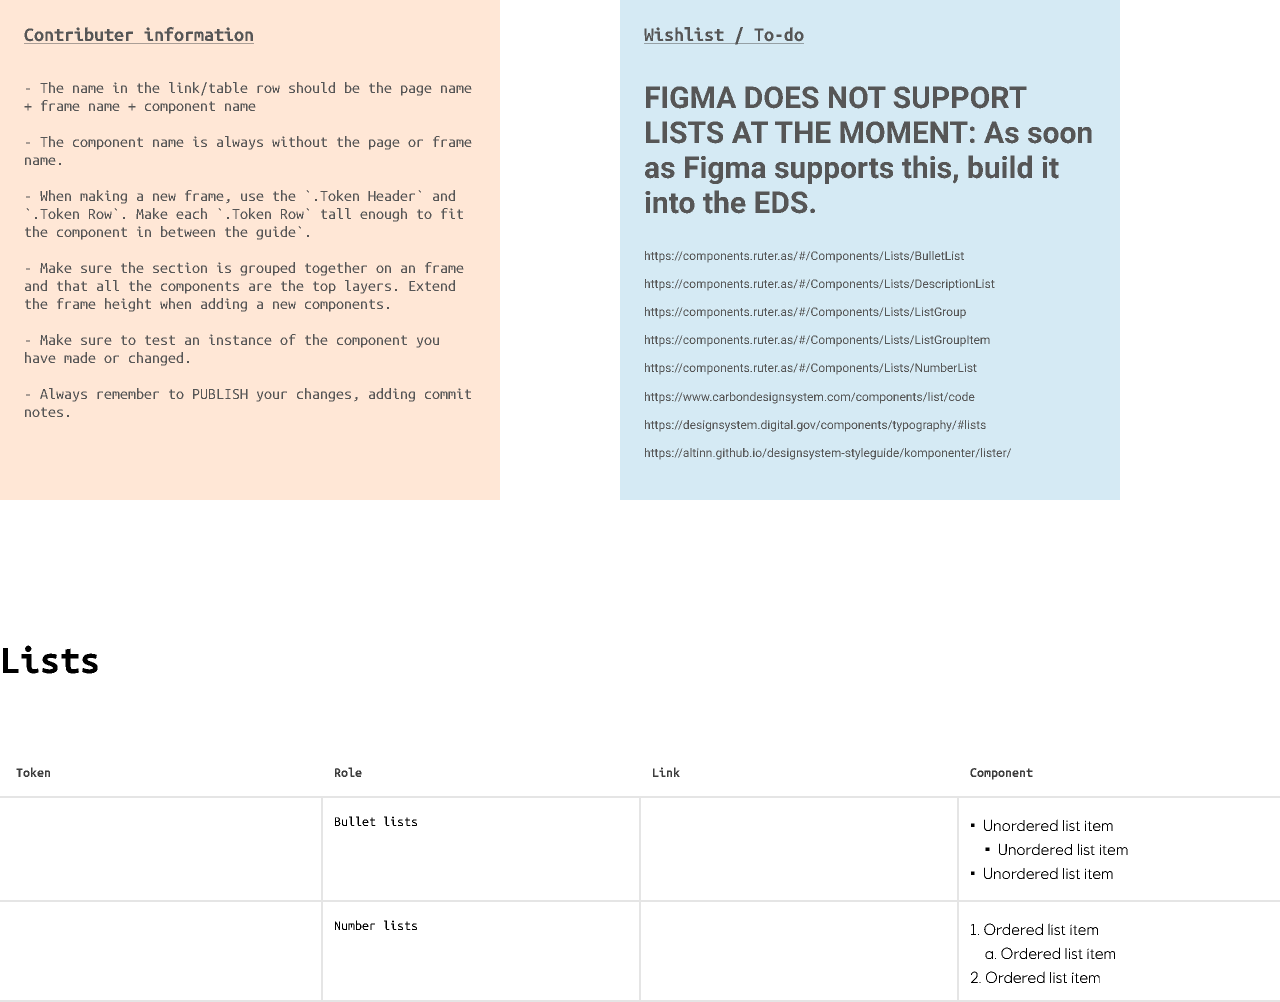 Contributer information
- The name in the link/table row should be the page name
+ frame name + component name
- The component name is always without the page or frame
name.
- When making a new frame, use the `.Token Header` and
`.Token Row`. Make each `.Token Row` tall enough to fit
the component in between the guide`.
- Make sure the section is grouped together on an frame
and that all the components are the top layers. Extend
the frame height when adding a new components.
- Make sure to test an instance of the component you
have made or changed.
- Always remember to PUBLISH your changes, adding commit
notes.
Wishlist / To-do
FIGMA DOES NOT SUPPORT
LISTS AT THE MOMENT: As soon
as Figma supports this, build it
into the EDS.
https://components.ruter.as/#/Components/Lists/BulletList
https://components.ruter.as/#/Components/Lists/DescriptionList
https://components.ruter.as/#/Components/Lists/ListGroup
https://components.ruter.as/#/Components/Lists/ListGroupItem
https://components.ruter.as/#/Components/Lists/NumberList
https://www.carbondesignsystem.com/components/list/code
https://designsystem.digital.gov/components/typography/#lists
https://altinn.github.io/designsystem-styleguide/komponenter/lister/
Lists
Token Role Link Component
Bullet lists
▪ Unordered list item
▪ Unordered list item
▪ Unordered list item
Number lists
1. Ordered list item
a. Ordered list item
2. Ordered list item